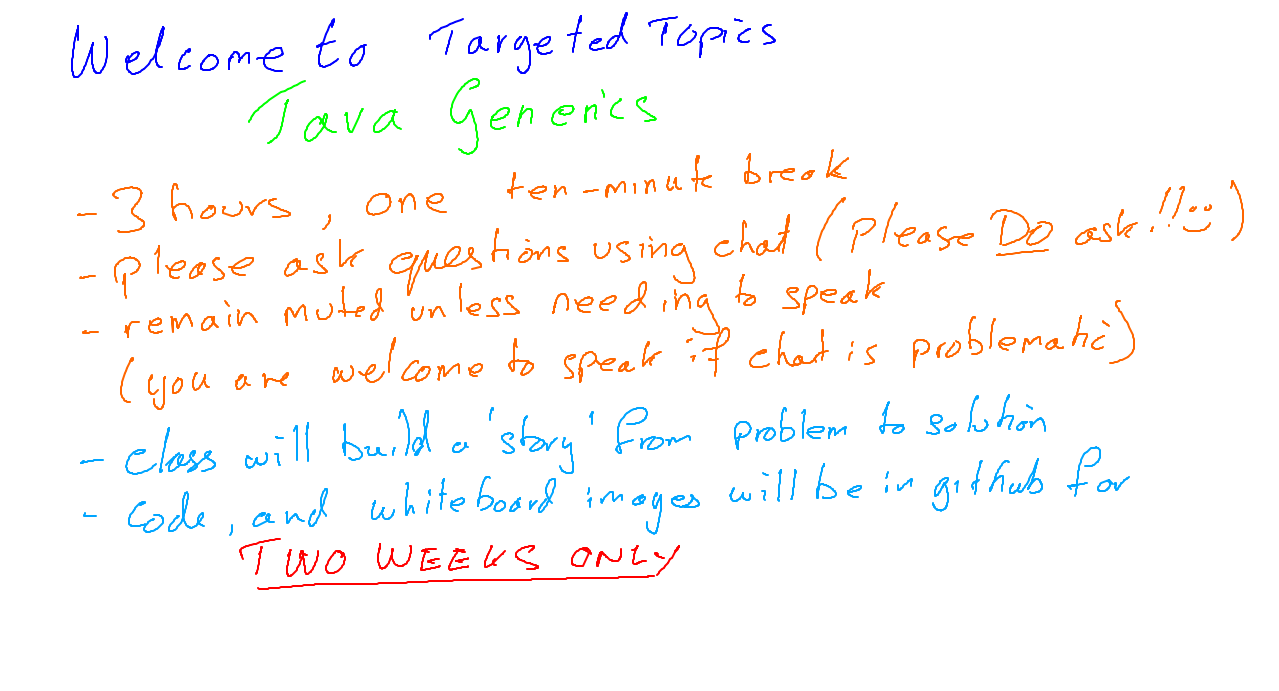 Welcome to Targeted Topics
Java Generics
- 3 hours, one ten-minute break
- please ask questions using chat (Please DO ask!!☺)
- remain muted unless needing to speak
(you are welcome to speak if chat is problematic)
- class will build a 'story' from problem to solution
- code, and whiteboard images will be in github for
TWO WEEKS ONLY